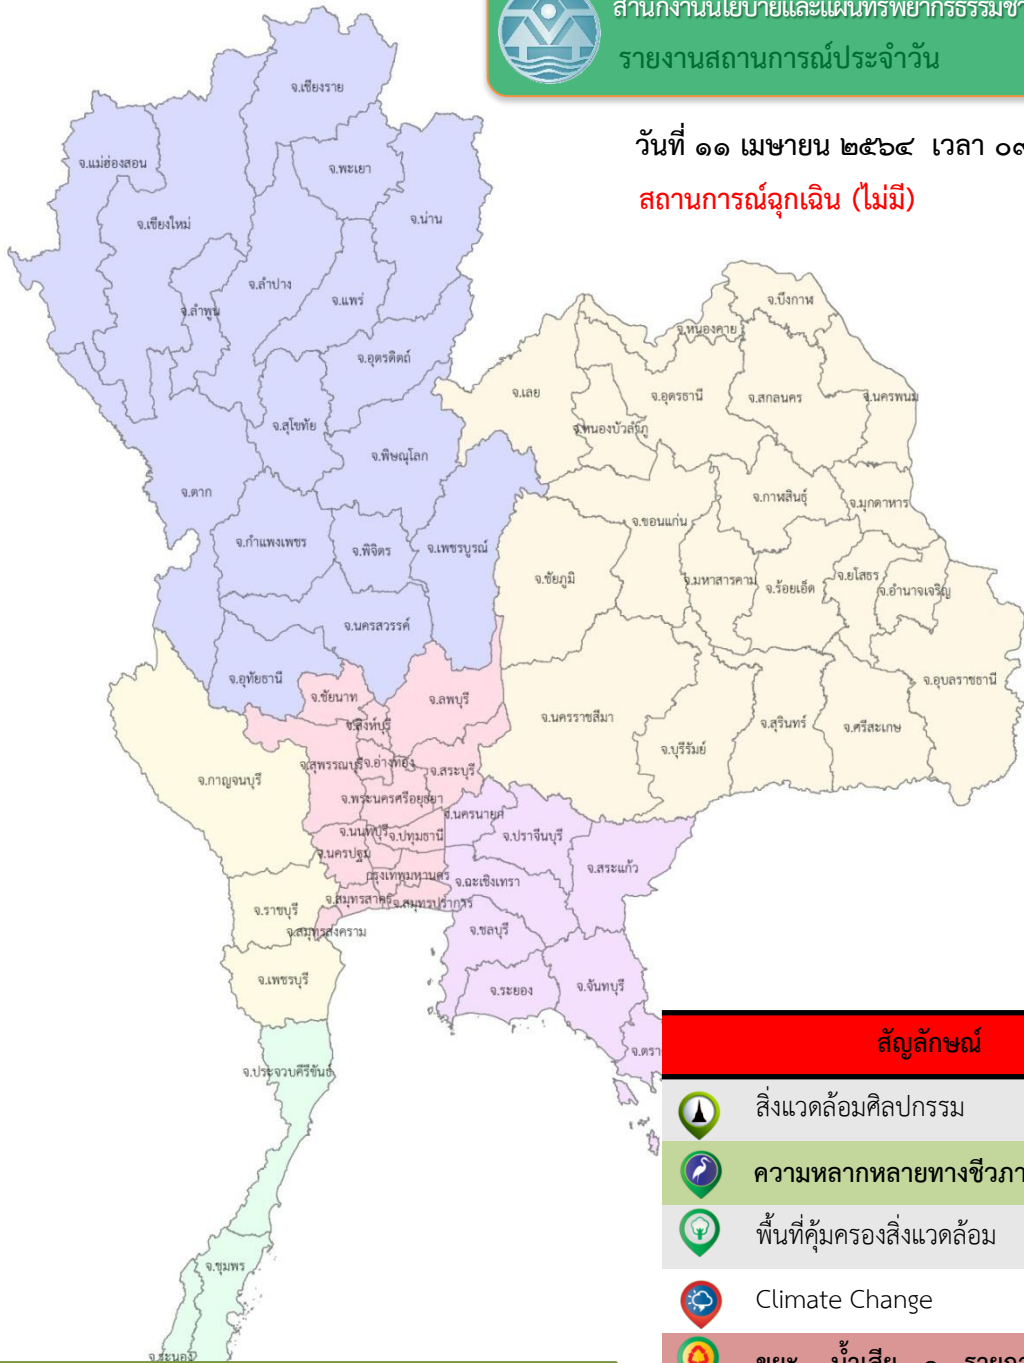 สำนักงานนโยบายและแผนทรัพยากรธรรมชา
รายงานสถานการณ์ประจำวัน
วันที่ ๑๑ เมษายน ๒๕๖๔ เวลา ๐๙
สถานการณ์ฉุกเฉิน (ไม่มี)
จ.เชียงราย
จ.แม่ฮ่องสอน
จ.พะเยา
จ.เชียงใหม่
จ.น่าน
จ.ลำปาง
จ.แพร่
จ.ลำพูน
จ.อุตรดิตถ์
จ.สุโขทัย
จ.พิษณุโลก
จ.ตาก
จ.กำแพงเพชร
จ.พิจิตร
จ.เพชรบูรณ์
จ.นครสวรรค์
จ.อุทัยธานี
จ.บึงกาฬ
จ.หนองคาย
จ.เลย
จ.อุดรธานี
จ.สกลนคร
จ.นครพนม
จ.หนองบัวลำภู
จ.กาฬสินธุ์
จ.มุกดาหาร
จ.ขอนแก่น
จ.ชัยภูมิ
จ.มหาสารคาม
จ.ร้อยเอ็ด
จ.ยโสธร
จ.อำนาจเจริญ
จ.อุบลราชธานี
จ.นครราชสีมา
จ.บุรีรัมย์
จ.สุรินทร์
จ.ศรีสะเกษ
จ.ชัยนาท
จ.ลพบุรี
จ.สิงห์บุรี
จ.สุพรรณบุรี
จ.อ่างทอง
จ.สระบุรี
จ.กาญจนบุรี
จ.พระนครศรีอยุธยา
จ.นครนายก
จ.นนทบุรี
จ.ปทุมธานี
จ.ปราจีนบุรี
จ.นครปฐม
กรุงเทพมหานคร
จ.ฉะเชิงเทรา
จ.สระแก้ว
จ.สมุทรสาคร
จ.สมุทรปราการ
จ.ราชบุรี
จ.สมุทรสงคราม
จ.ชลบุรี
จ.เพชรบุรี
จ.ระยอง
จ.จันทบุรี
จ.ตรา
จ.ประจวบคีรีขันธ์
จ.ชุมพร
จ.ระนอง
สัญลักษณ์
สิ่งแวดล้อมศิลปกรรม
ความหลากหลายทางชีวภา
พื้นที่คุ้มครองสิ่งแวดล้อม
Climate Change
ขยะ น้ำเสีย ๑ รายกา